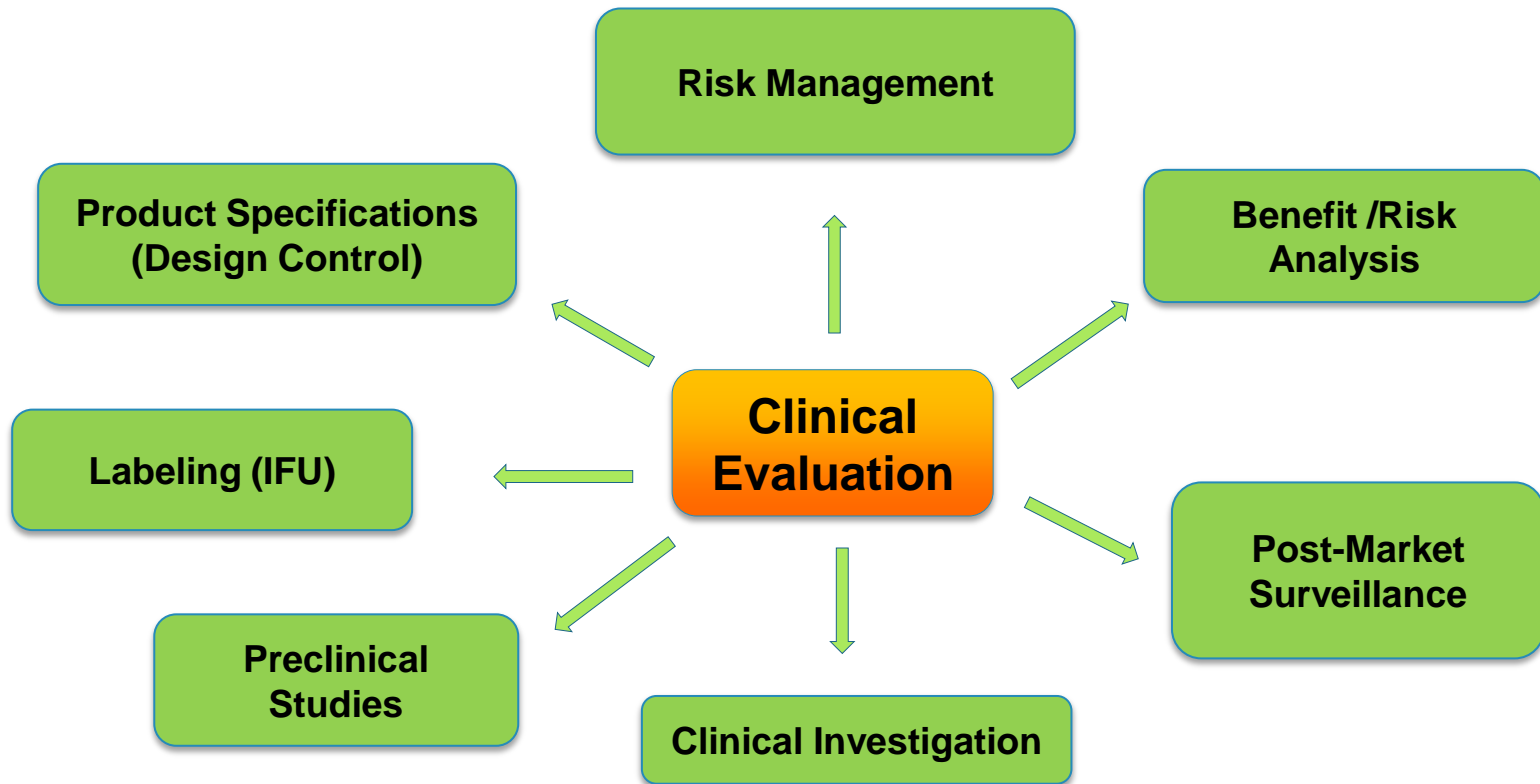 Risk Management
Product Specifications
(Design Control)
Benefit /Risk
Analysis
Clinical
Evaluation
Labeling (IFU)
Post-Market
Surveillance
Preclinical
Studies
Clinical Investigation